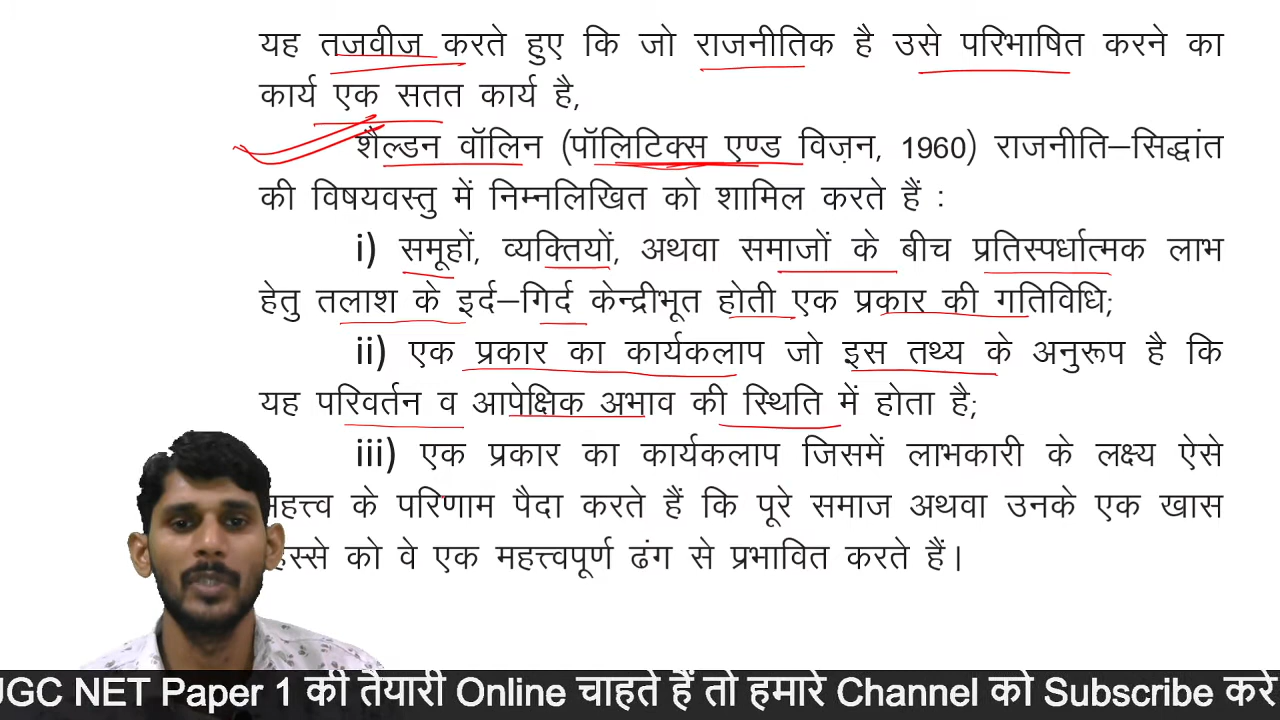 यह तजवीज करते हुए कि जो राजनीतिक है उसे परिभाषित करने का
कार्य एक सतत कार्य है,
शैल्डन वॉलिन (पॉलिटिक्स एण्ड विज़न, 1960) राजनीति–सिद्धांत
की विषयवस्तु में निम्नलिखित को शामिल करते हैं :
i) समूहों, व्यक्तियों, अथवा समाजों के बीच प्रतिस्पर्धात्मक लाभ
हेतु तलाश के इर्द–गिर्द केन्द्रीभूत होती एक प्रकार की गतिविधि;
ii) एक प्रकार का कार्यकलाप जो इस तथ्य के अनुरूप है कि
यह परिवर्तन व आपेक्षिक अभाव की स्थिति में होता है;
iii) एक प्रकार का कार्यकलाप जिसमें लाभकारी के लक्ष्य ऐसे
के परिणाम पैदा करते हैं कि पूरे समाज अथवा उनके एक खास
को वे एक महत्त्वपूर्ण ढंग से प्रभावित करते हैं।
UGC NET Paper 1 की तैयारी Online चाहते हैं तो हमारे Channel को Subscribe करे